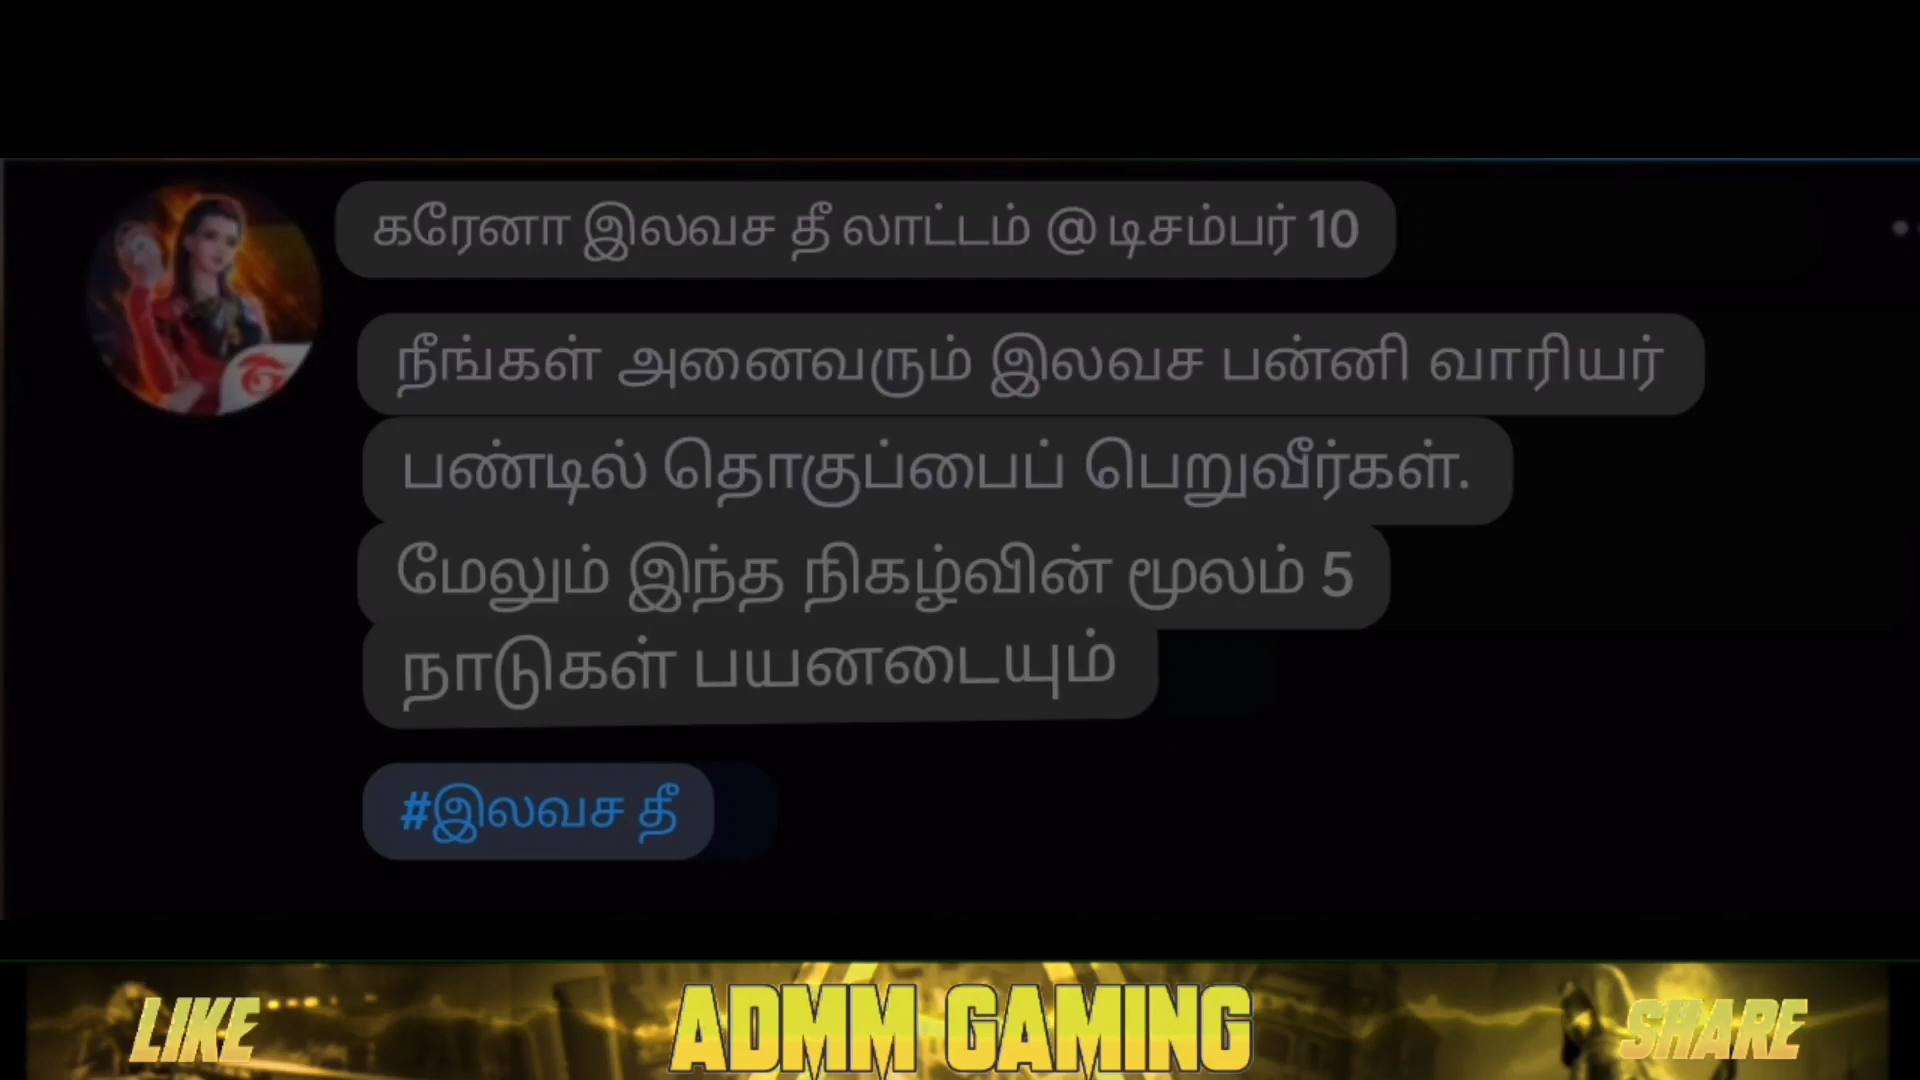 கரேனா இலவச தீ லாட்டம் @ டிசம்பர் 10
நீங்கள் அனைவரும் இலவச பன்னி வாரியர்
பண்டில் தொகுப்பைப் பெறுவீர்கள்.
மேலும் இந்த நிகழ்வின் மூலம் 5
நாடுகள் பயனடையும்
#இலவச தீ
LIKE ADMM GAMING SHARE